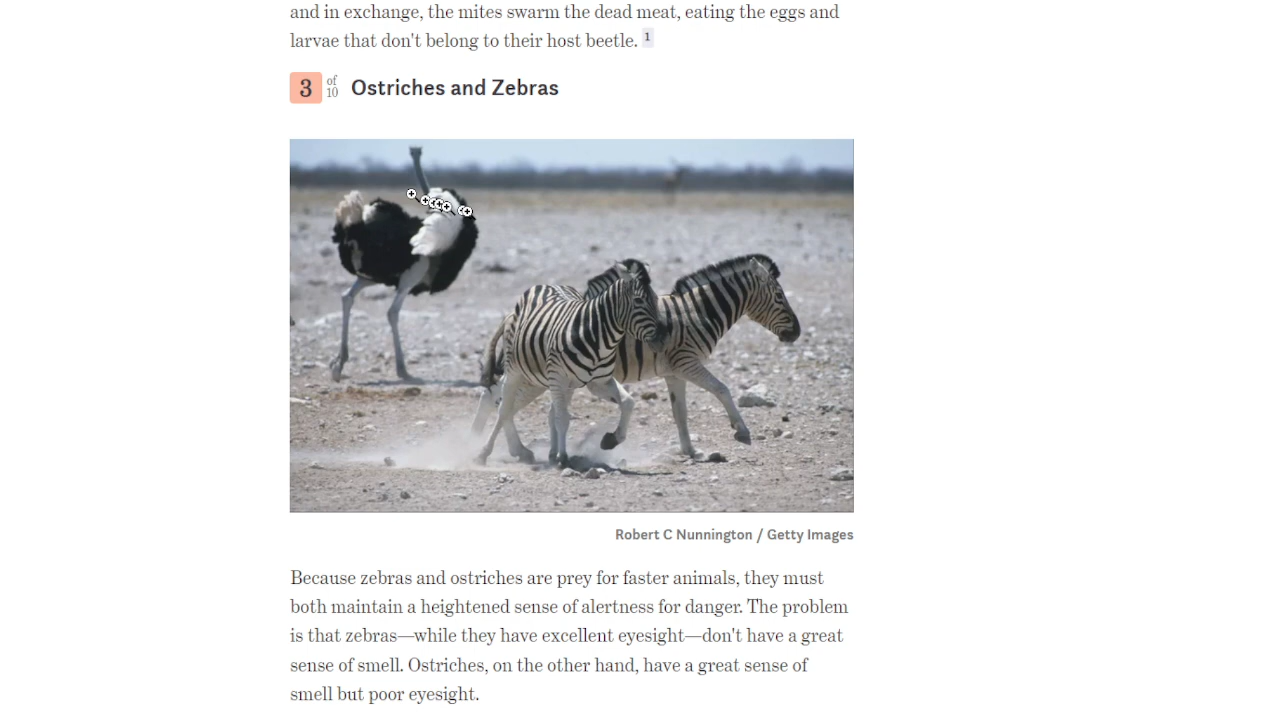 and in exchange, the mites swarm the dead meat, eating the eggs and
larvae that don't belong to their host beetle. 1
3 of 10 Ostriches and Zebras
Robert C Nunnington / Getty Images
Because zebras and ostriches are prey for faster animals, they must
both maintain a heightened sense of alertness for danger. The problem
is that zebras—while they have excellent eyesight—don't have a great
sense of smell. Ostriches, on the other hand, have a great sense of
smell but poor eyesight.